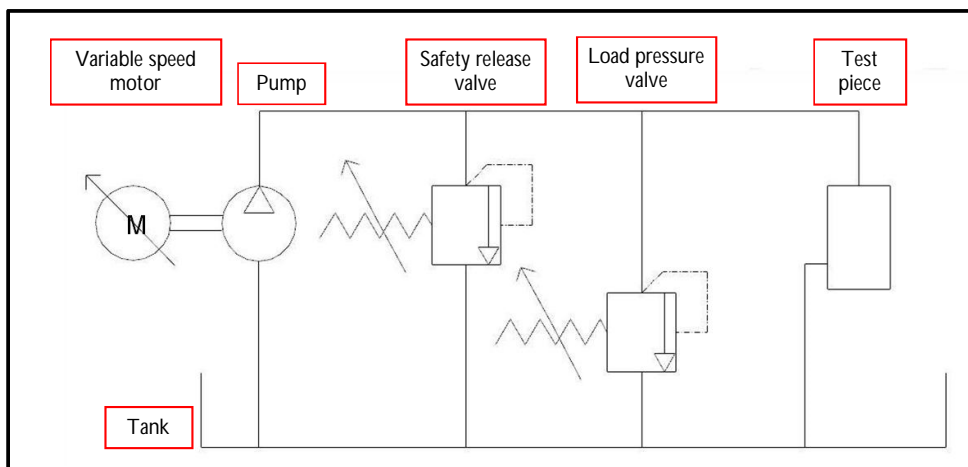 Variable speed
motor
Pump
Safety release
valve
Load pressure
valve
Test
piece
M
Tank